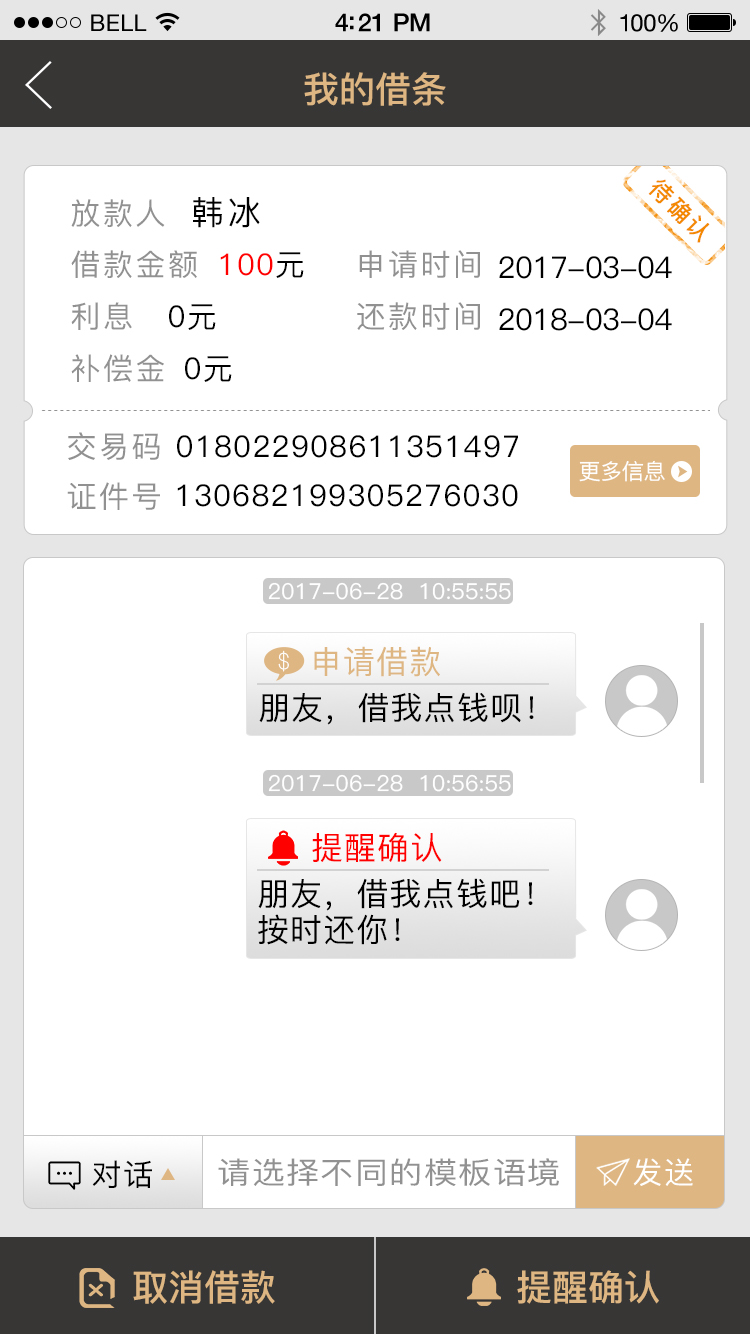 BELL 4:21 PM 100%
我的借条
待确认
放款人 韩冰
借款金额 100元 申请时间 2017-03-04
利息 0元 还款时间 2018-03-04
补偿金 0元
交易码 018022908611351497
证件号 130682199305276030
更多信息
2017-06-28 10:55:55
$ 申请借款
朋友，借我点钱呗！
2017-06-28 10:56:55
提醒确认
朋友，借我点钱吧！
按时还你！
对话 请选择不同的模板语境 发送
取消借款 提醒确认